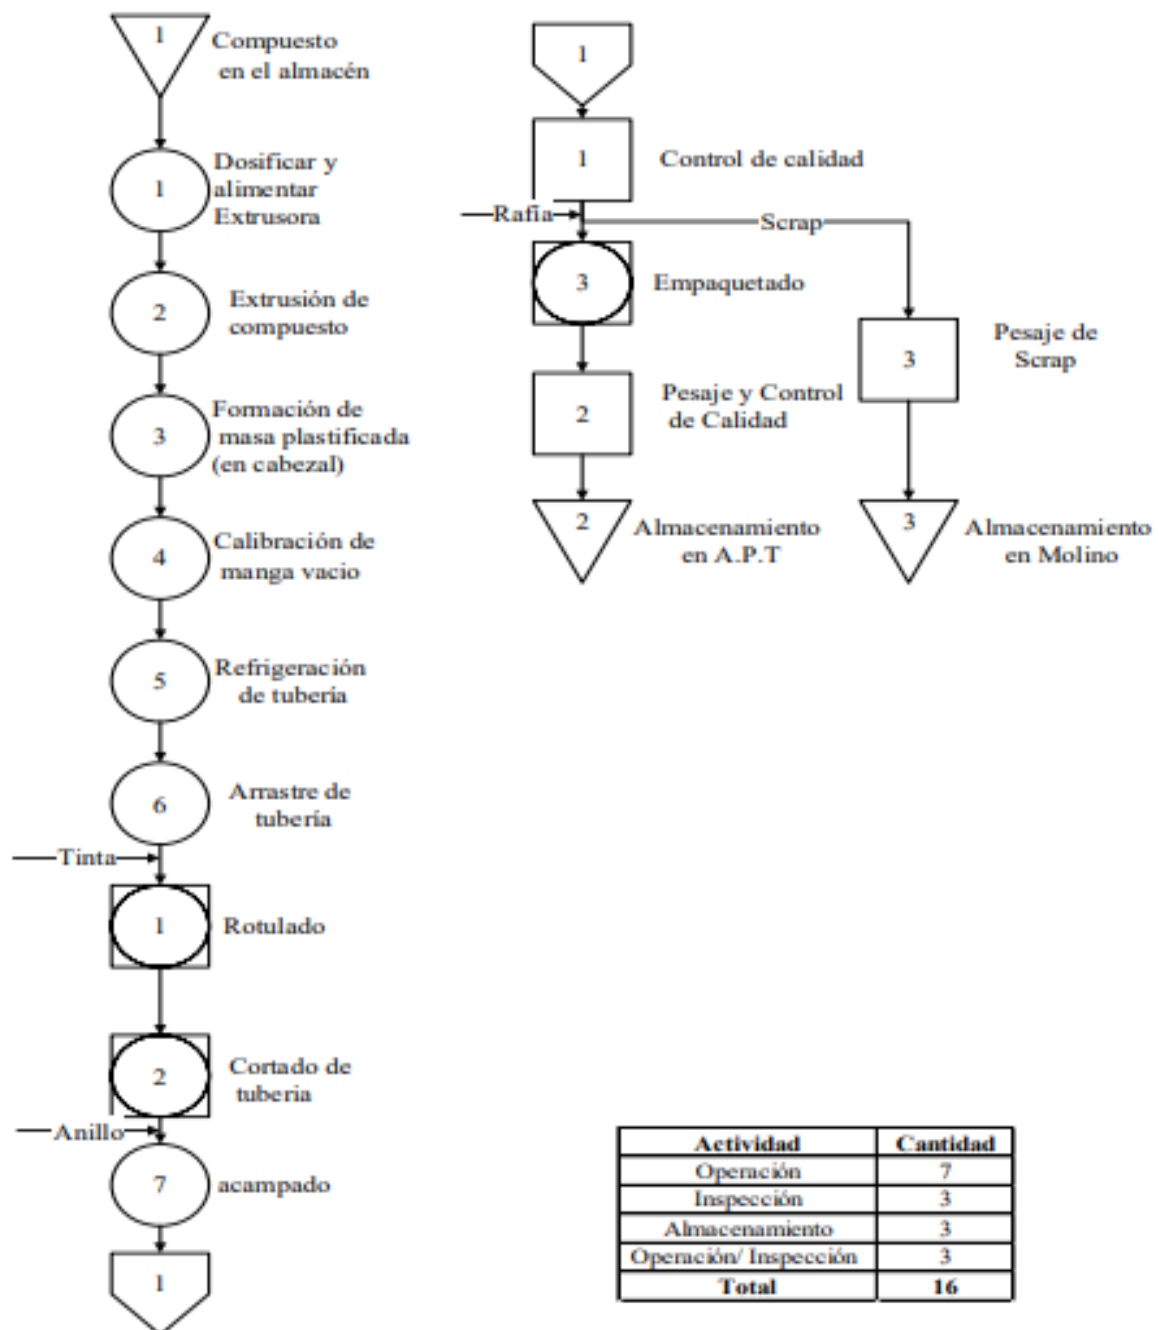 1
Compuesto
en el almacén
1
Dosificar y
alimentar
Extrusora
2
Extrusión de
compuesto
3
Formación de
masa plastificada
(en cabezal)
4
Calibración de
manga vacio
5
Refrigeración
de tubería
6
Arrastre de
tubería
Tinta
1
Rotulado
2
Cortado de
tuberia
Anillo
7
acampado
1
1
1
Control de calidad
Rafia
Scrap
3
Empaquetado
3
Pesaje de
Scrap
2
Pesaje y Control
de Calidad
2
Almacenamiento
en A.P.T
3
Almacenamiento
en Molino
Actividad Cantidad
Operación 7
Inspección 3
Almacenamiento 3
Operación/ Inspección 3
Total 16